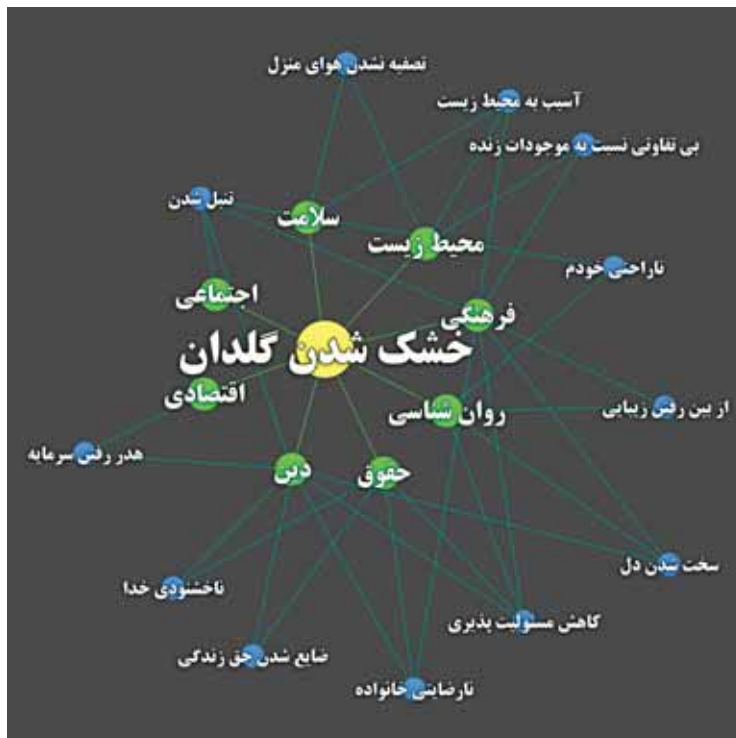 تصفیه نشدن هوای منزل
آسیب به محیط زیست
بی تفاوتی نسبت به موجودات زنده
تنبل شدن
سلامت
محیط زیست
ناراحتی خودم
اجتماعی
فرهنگی
خشک شدن گلدان
اقتصادی
روان شناسی
از بین رفتن زیبایی
هدر رفتن سرمایه
دین
حقوق
سخت شدن دل
ناخشنودی خدا
کاهش مسئولیت پذیری
ضایع شدن حق زندگی
نارضایتی خانواده